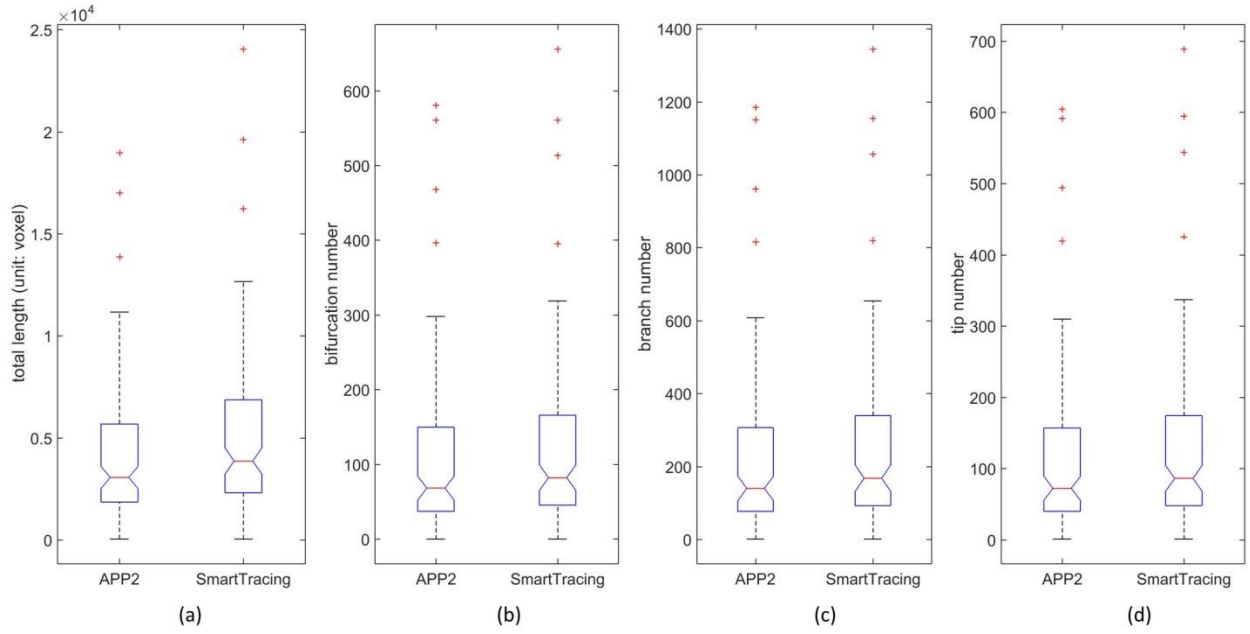 ×10⁴
2.5
2
1.5
1
0.5
0
total length (unit: voxel)
APP2 SmartTracing
(a)
600
500
400
300
200
100
0
bifurcation number
APP2 SmartTracing
(b)
1400
1200
1000
800
600
400
200
0
branch number
APP2 SmartTracing
(c)
700
600
500
400
300
200
100
0
tip number
APP2 SmartTracing
(d)